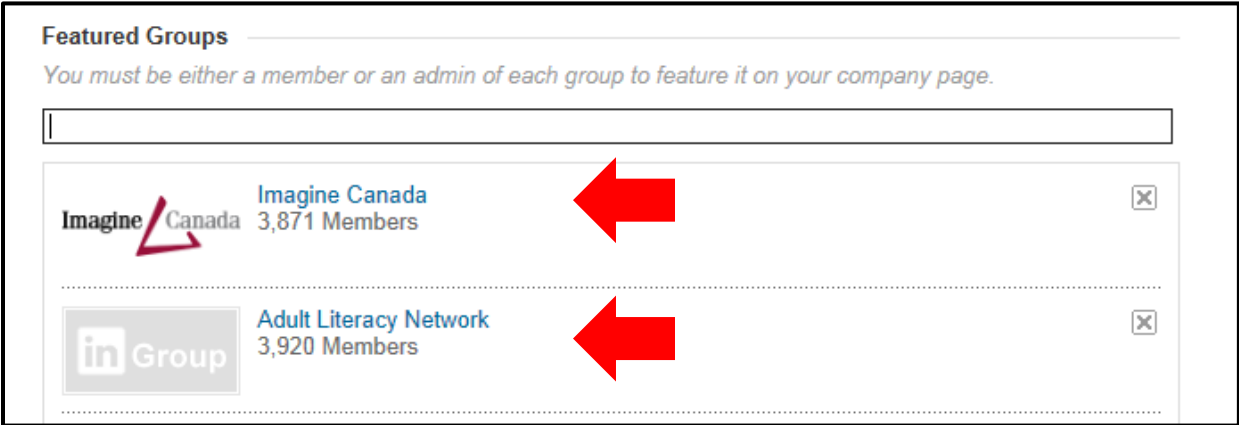 Featured Groups
You must be either a member or an admin of each group to feature it on your company page.
Imagine Canada
Imagine Canada
3,871 Members
in Group
Adult Literacy Network
3,920 Members